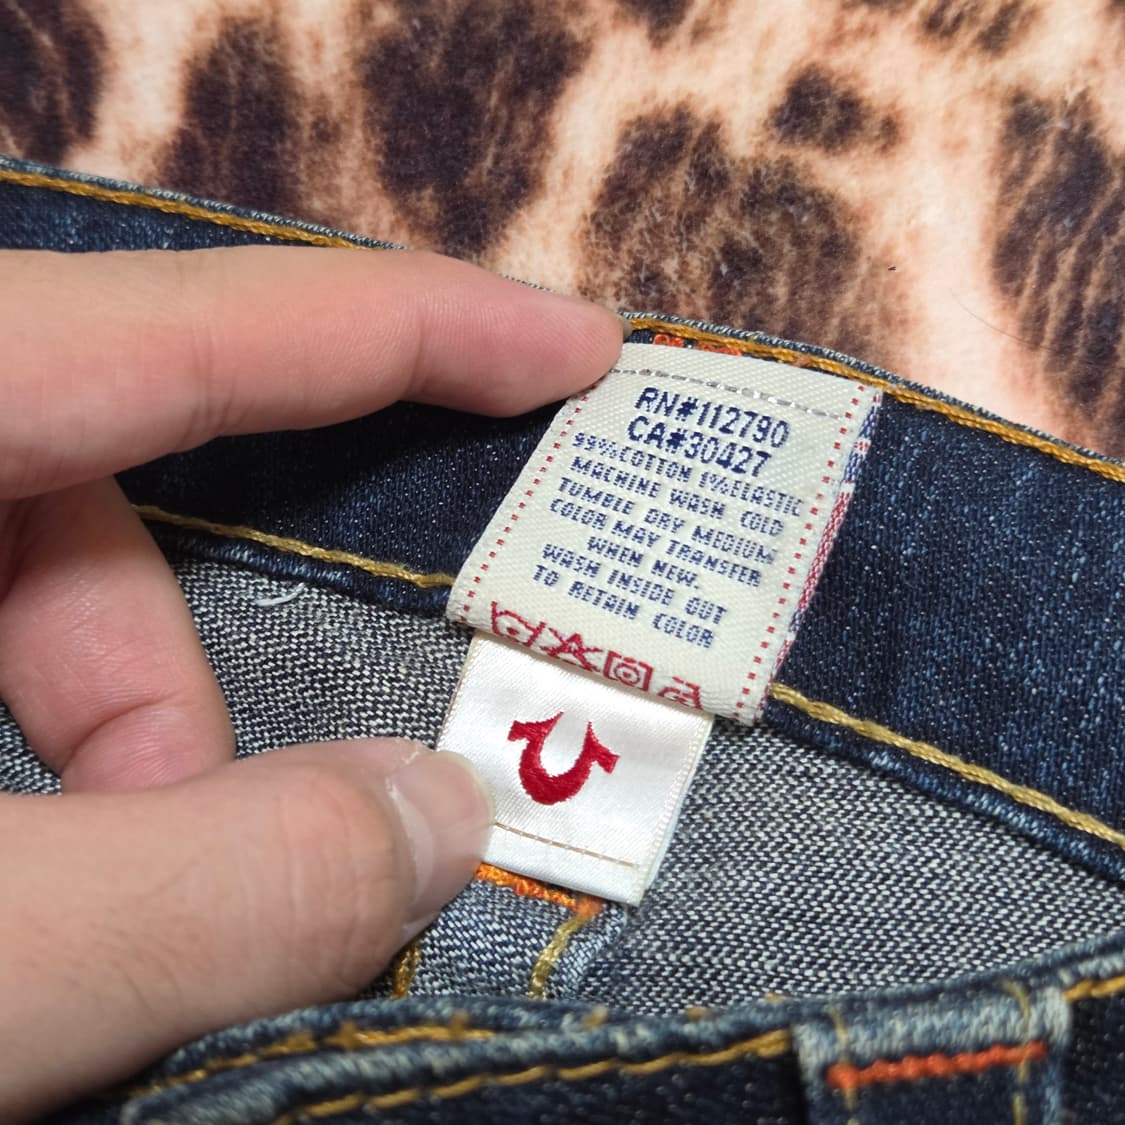 RN#112790
CA#30427
99%COTTON 1%ELASTIC
MACHINE WASH COLD
TUMBLE DRY MEDIUM
COLOR MAY TRANSFER
WHEN NEW.
WASH INSIDE OUT
TO RETAIN COLOR